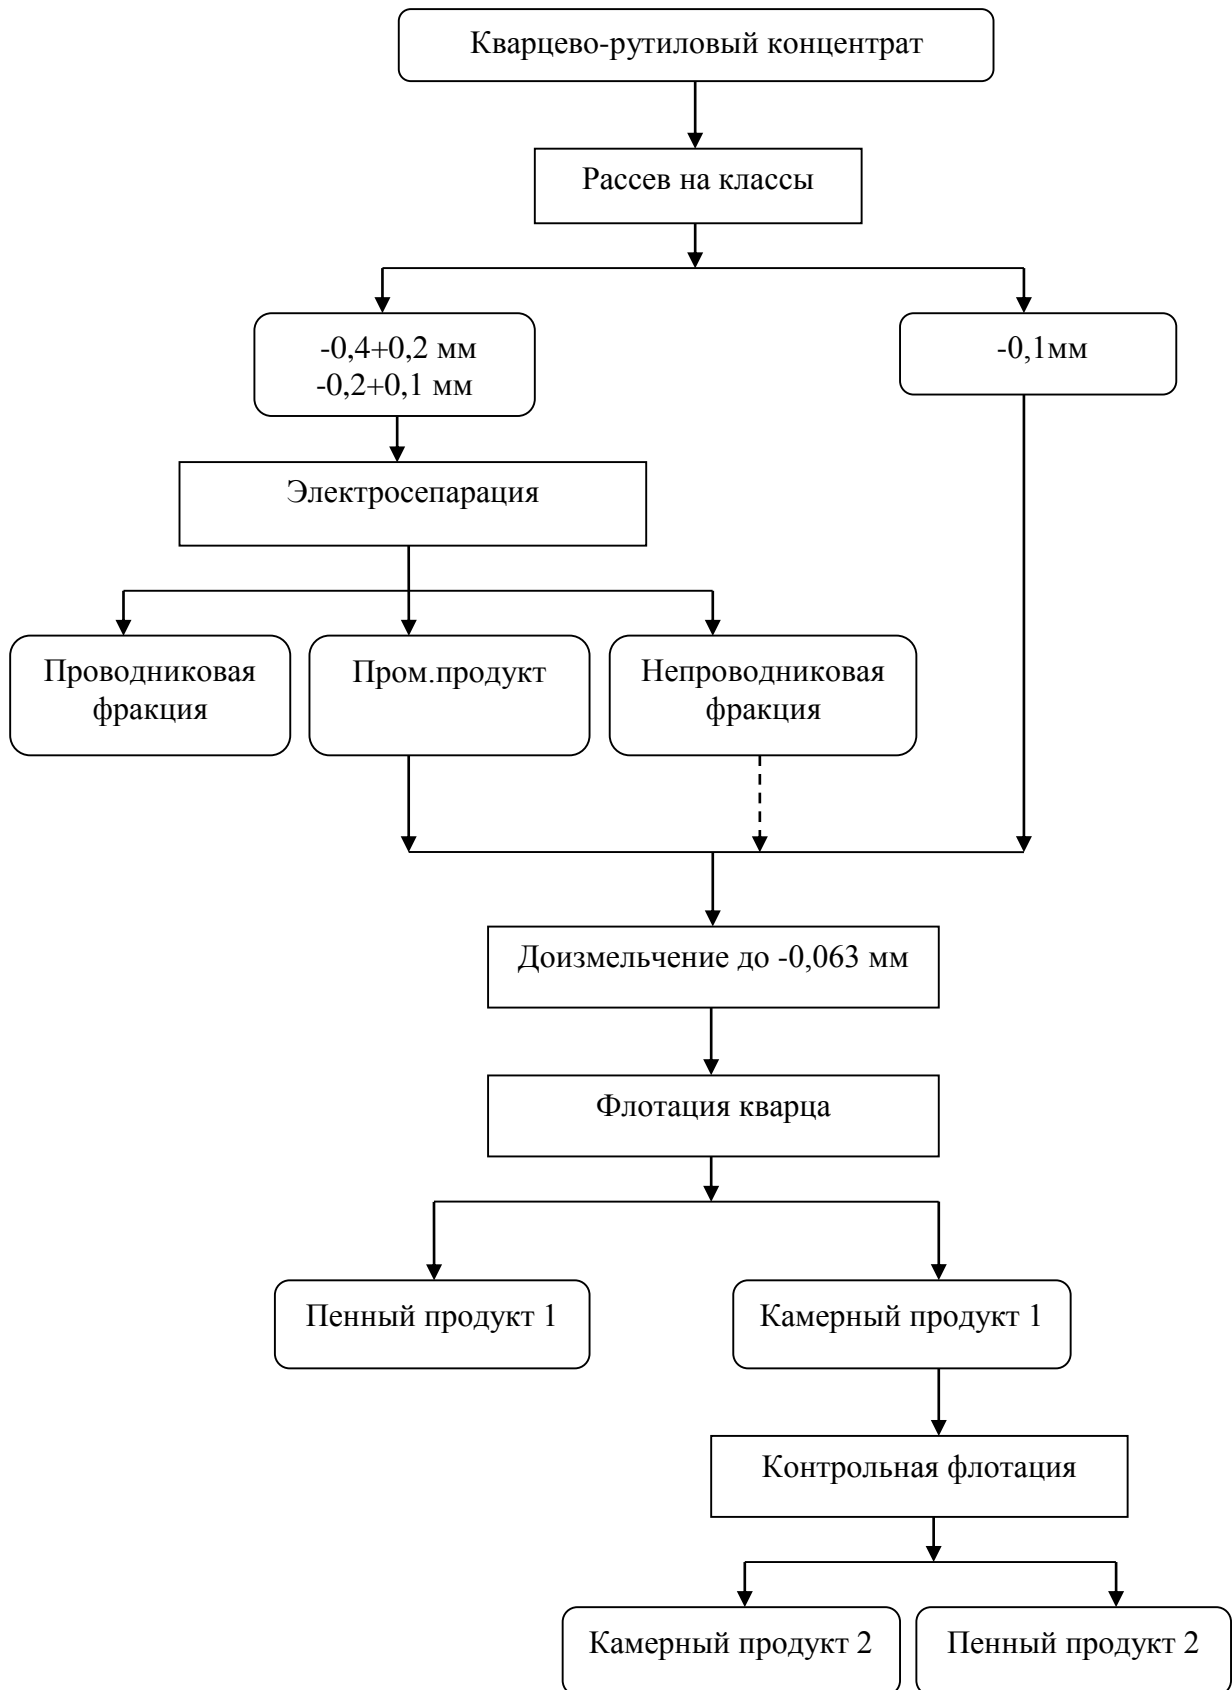 Кварцево-рутиловый концентрат
Рассев на классы
-0,4+0,2 мм
-0,2+0,1 мм
-0,1мм
Электросепарация
Проводниковая
фракция
Пром.продукт
Непроводниковая
фракция
Доизмельчение до -0,063 мм
Флотация кварца
Пенный продукт 1
Камерный продукт 1
Контрольная флотация
Камерный продукт 2
Пенный продукт 2